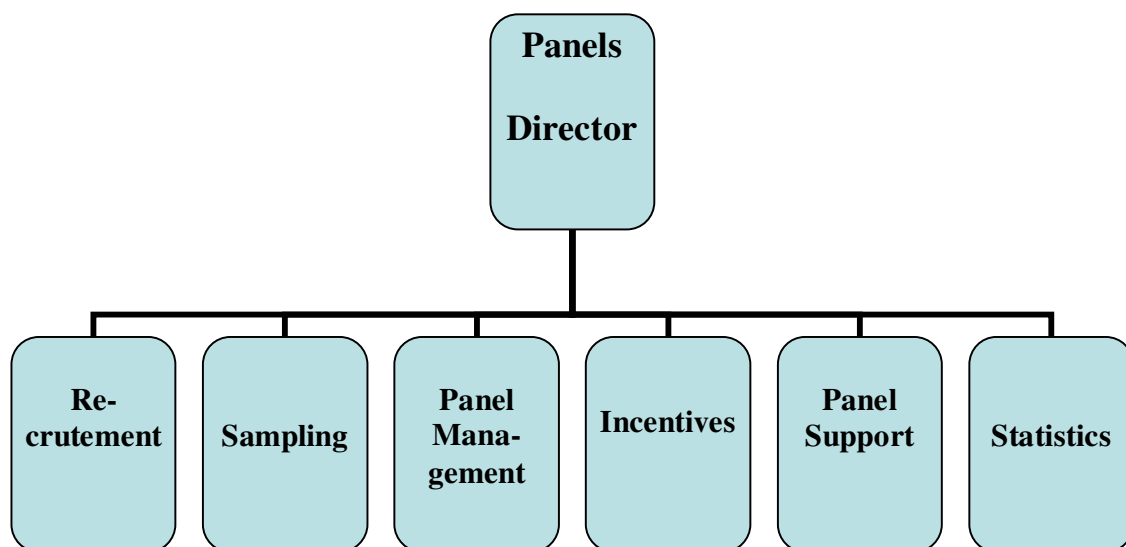 Panels
Director
Re-
crutement
Sampling
Panel
Mana-
gement
Incentives
Panel
Support
Statistics